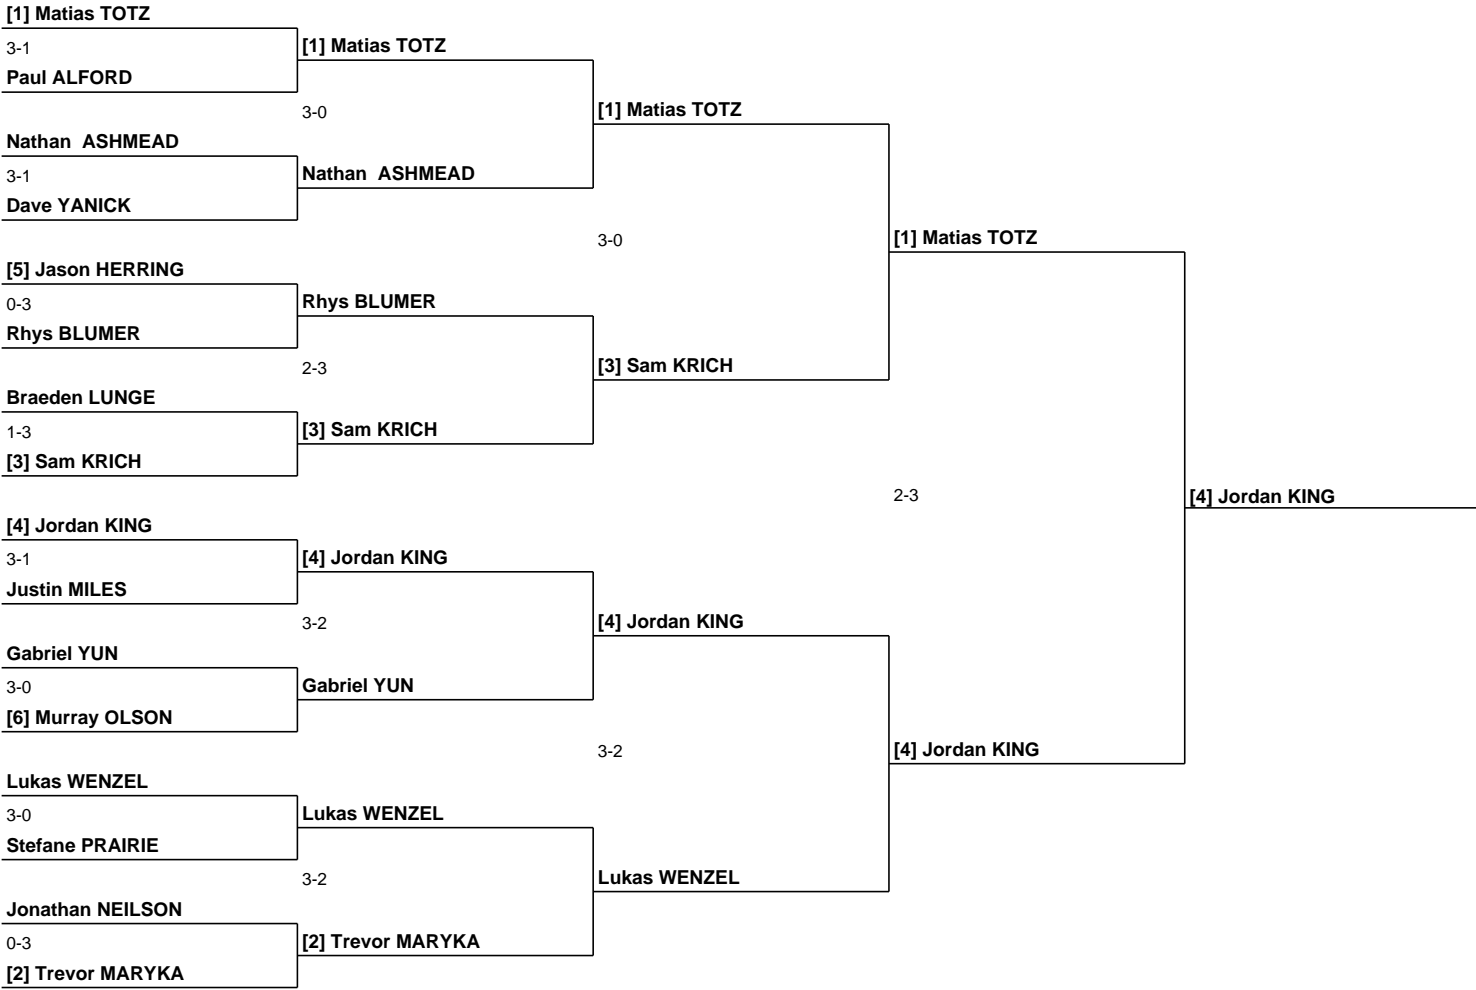 [1] Matias TOTZ
3-1
Paul ALFORD
Nathan  ASHMEAD
3-1
Dave YANICK
[5] Jason HERRING
0-3
Rhys BLUMER
Braeden LUNGE
1-3
[3] Sam KRICH
[4] Jordan KING
3-1
Justin MILES
Gabriel YUN
3-0
[6] Murray OLSON
Lukas WENZEL
3-0
Stefane PRAIRIE
Jonathan NEILSON
0-3
[2] Trevor MARYKA
[1] Matias TOTZ
3-0
Nathan  ASHMEAD
Rhys BLUMER
2-3
[3] Sam KRICH
[4] Jordan KING
3-2
Gabriel YUN
Lukas WENZEL
3-2
[2] Trevor MARYKA
[1] Matias TOTZ
3-0
[3] Sam KRICH
[4] Jordan KING
3-2
Lukas WENZEL
[1] Matias TOTZ
2-3
[4] Jordan KING
[4] Jordan KING